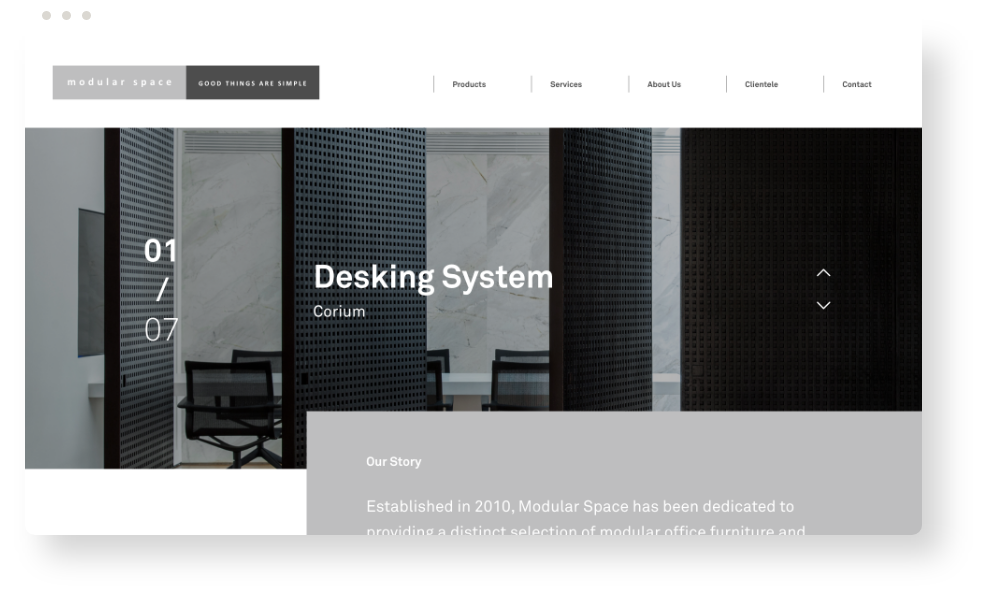 modular space
GOOD THINGS ARE SIMPLE
Products
Services
About Us
Clientele
Contact
01
/
07
Desking System
Corium
Our Story
Established in 2010, Modular Space has been dedicated to
providing a distinct selection of modular office furniture and